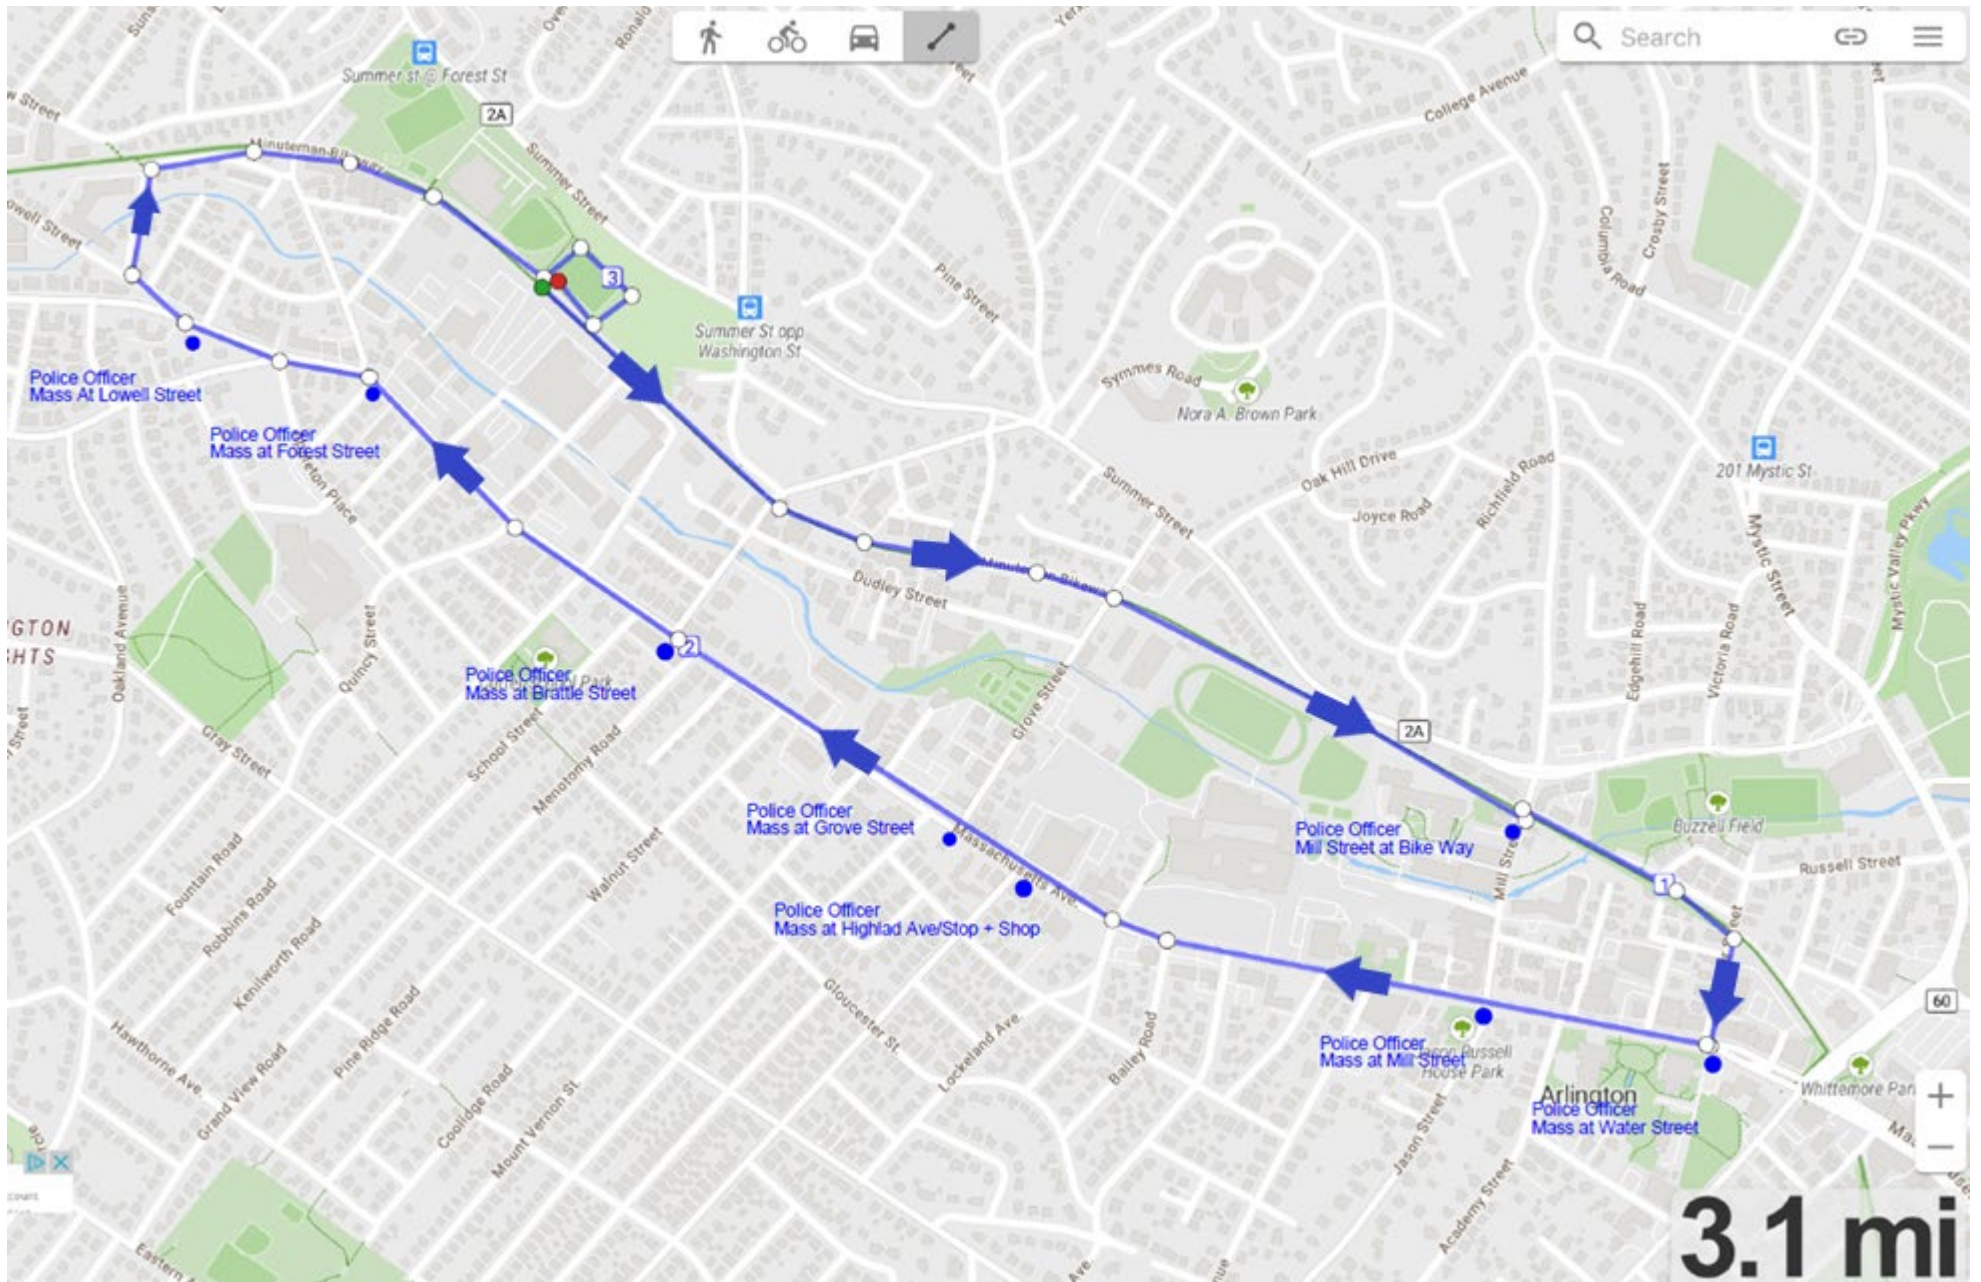 Search
Summer st @ Forest St
2A
Summer Street
College Avenue
Minuteman Bikeway
Crosby Street
Columbia Road
3
Pine Street
Summer St opp
Washington St
Symmes Road
Nora A. Brown Park
Police Officer
Mass At Lowell Street
Police Officer
Mass at Forest Street
Place
201 Mystic St
Oak Hill Drive
Richfield Road
Joyce Road
Summer Street
Mystic Street
Mystic Valley Pkwy
Dudley Street
Oakland Avenue
Quincy Street
Edgehill Road
Victoria Road
2
Police Officer
Mass at Brattle Street
Park
Grove Street
2A
Gray Street
School Street
Menotomy Road
Police Officer
Mass at Grove Street
Massachusetts Ave.
Police Officer
Mill Street at Bike Way
Buzzell Field
Russell Street
Walnut Street
Fountain Road
Robbins Road
Kenilworth Road
1
Police Officer
Mass at Highlad Ave/Stop + Shop
60
Gloucester St.
Lockeland Ave.
Bailey Road
Police Officer
Mass at Mill Street
Russell
House Park
Hawthorne Ave.
Grand View Road
Pine Ridge Road
Coolidge Road
Mount Vernon St.
Jason Street
Academy Street
Arlington
Police Officer
Mass at Water Street
Whittemore Par
+
−
3.1 mi